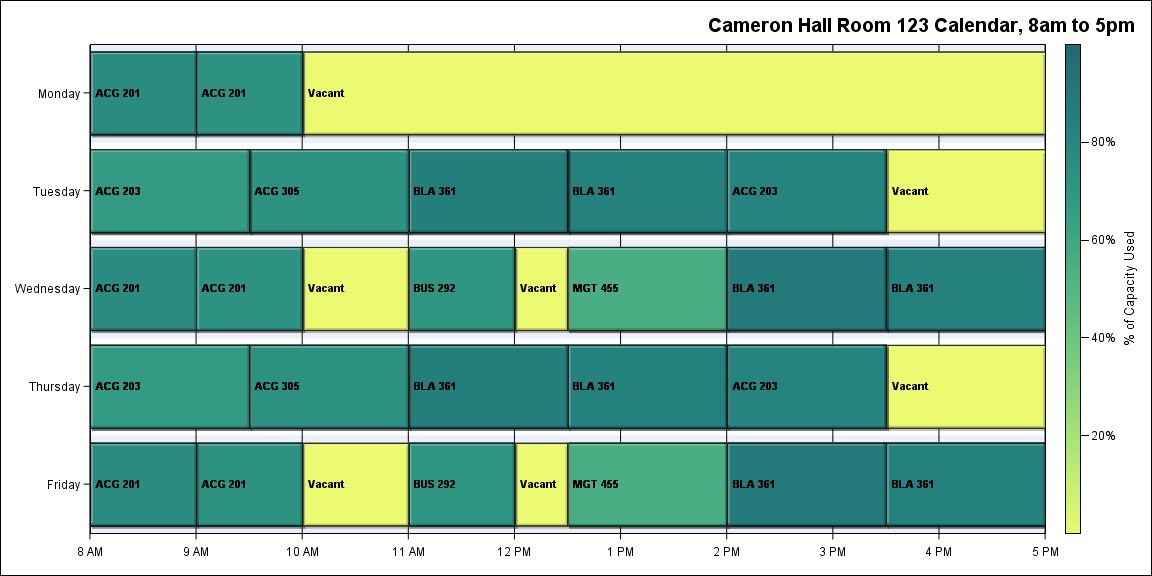 Cameron Hall Room 123 Calendar, 8am to 5pm
Monday
ACG 201
ACG 201
Vacant
Tuesday
ACG 203
ACG 305
BLA 361
BLA 361
ACG 203
Vacant
Wednesday
ACG 201
ACG 201
Vacant
BUS 292
Vacant
MGT 455
BLA 361
BLA 361
Thursday
ACG 203
ACG 305
BLA 361
BLA 361
ACG 203
Vacant
Friday
ACG 201
ACG 201
Vacant
BUS 292
Vacant
MGT 455
BLA 361
BLA 361
8 AM
9 AM
10 AM
11 AM
12 PM
1 PM
2 PM
3 PM
4 PM
5 PM
80%
60%
40%
20%
% of Capacity Used